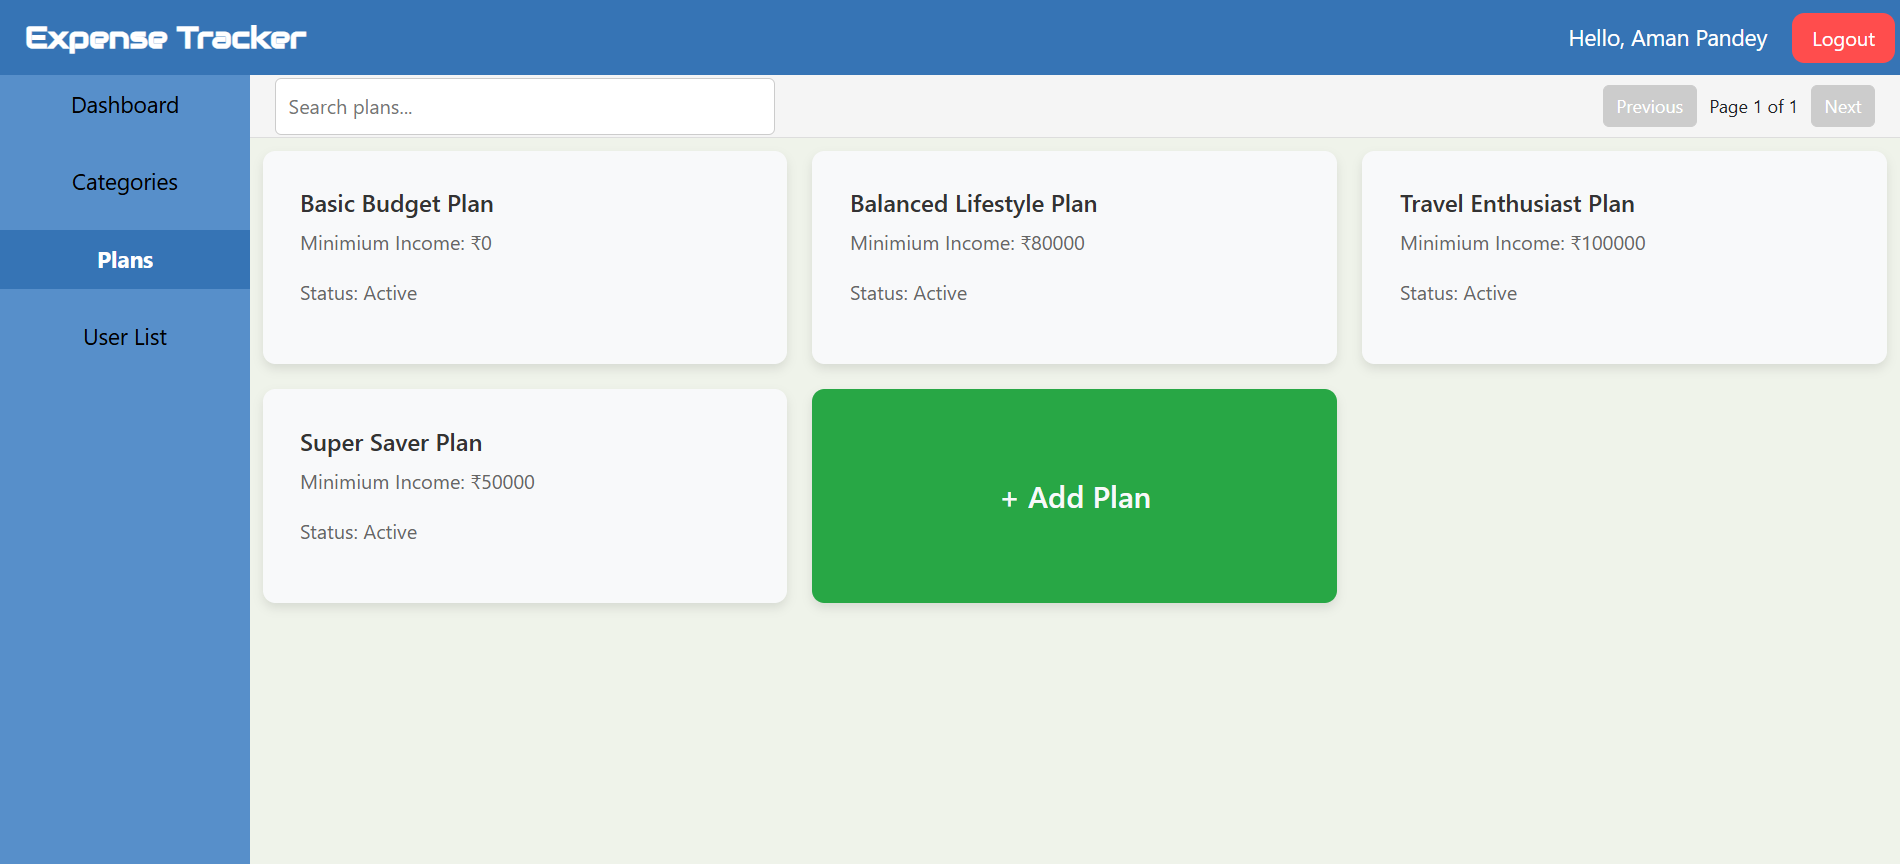 Expense Tracker
Hello, Aman Pandey
Logout
Dashboard
Categories
Plans
User List
Search plans...
Previous
Page 1 of 1
Next
Basic Budget Plan
Minimium Income: ₹0
Status: Active
Balanced Lifestyle Plan
Minimium Income: ₹80000
Status: Active
Travel Enthusiast Plan
Minimium Income: ₹100000
Status: Active
Super Saver Plan
Minimium Income: ₹50000
Status: Active
+ Add Plan